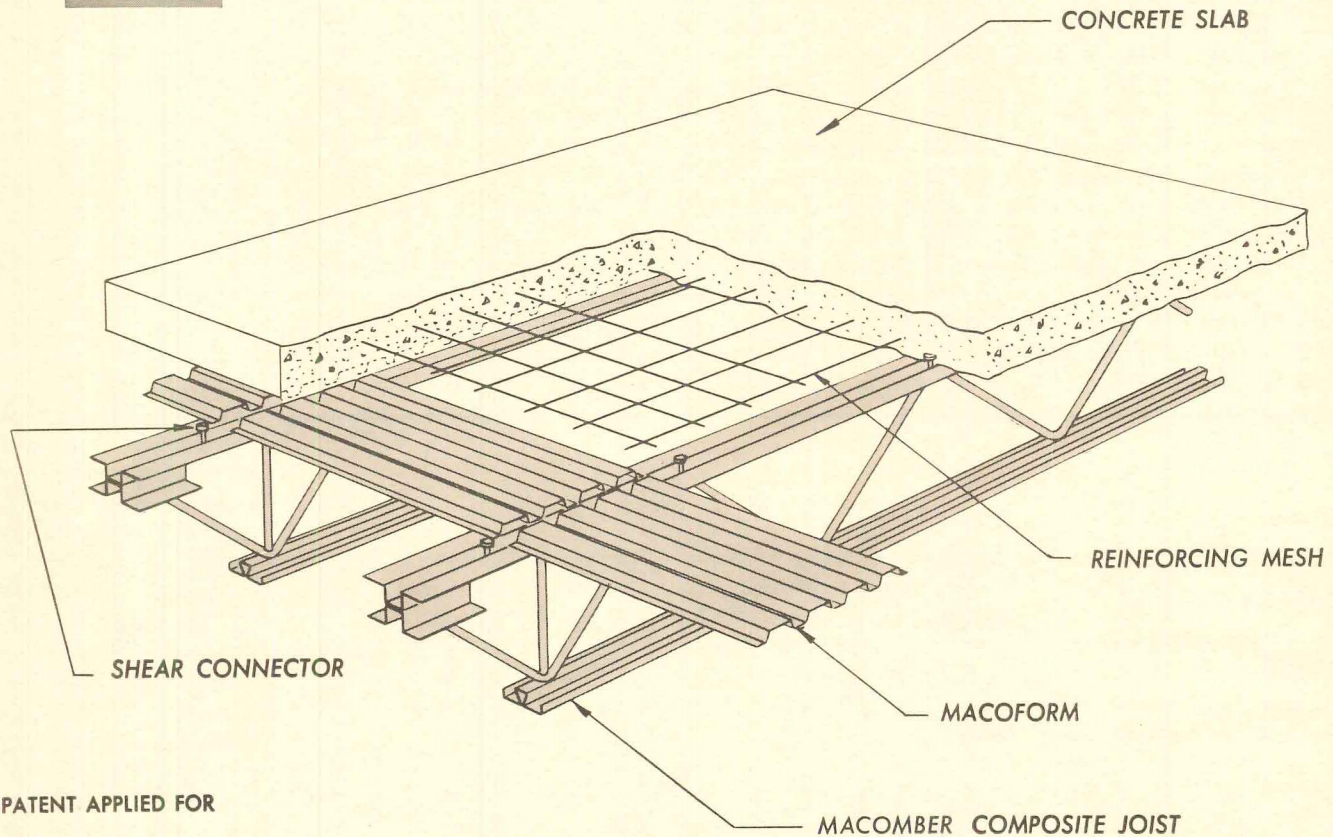 CONCRETE SLAB
REINFORCING MESH
SHEAR CONNECTOR
MACOFORM
PATENT APPLIED FOR
MACOMBER COMPOSITE JOIST